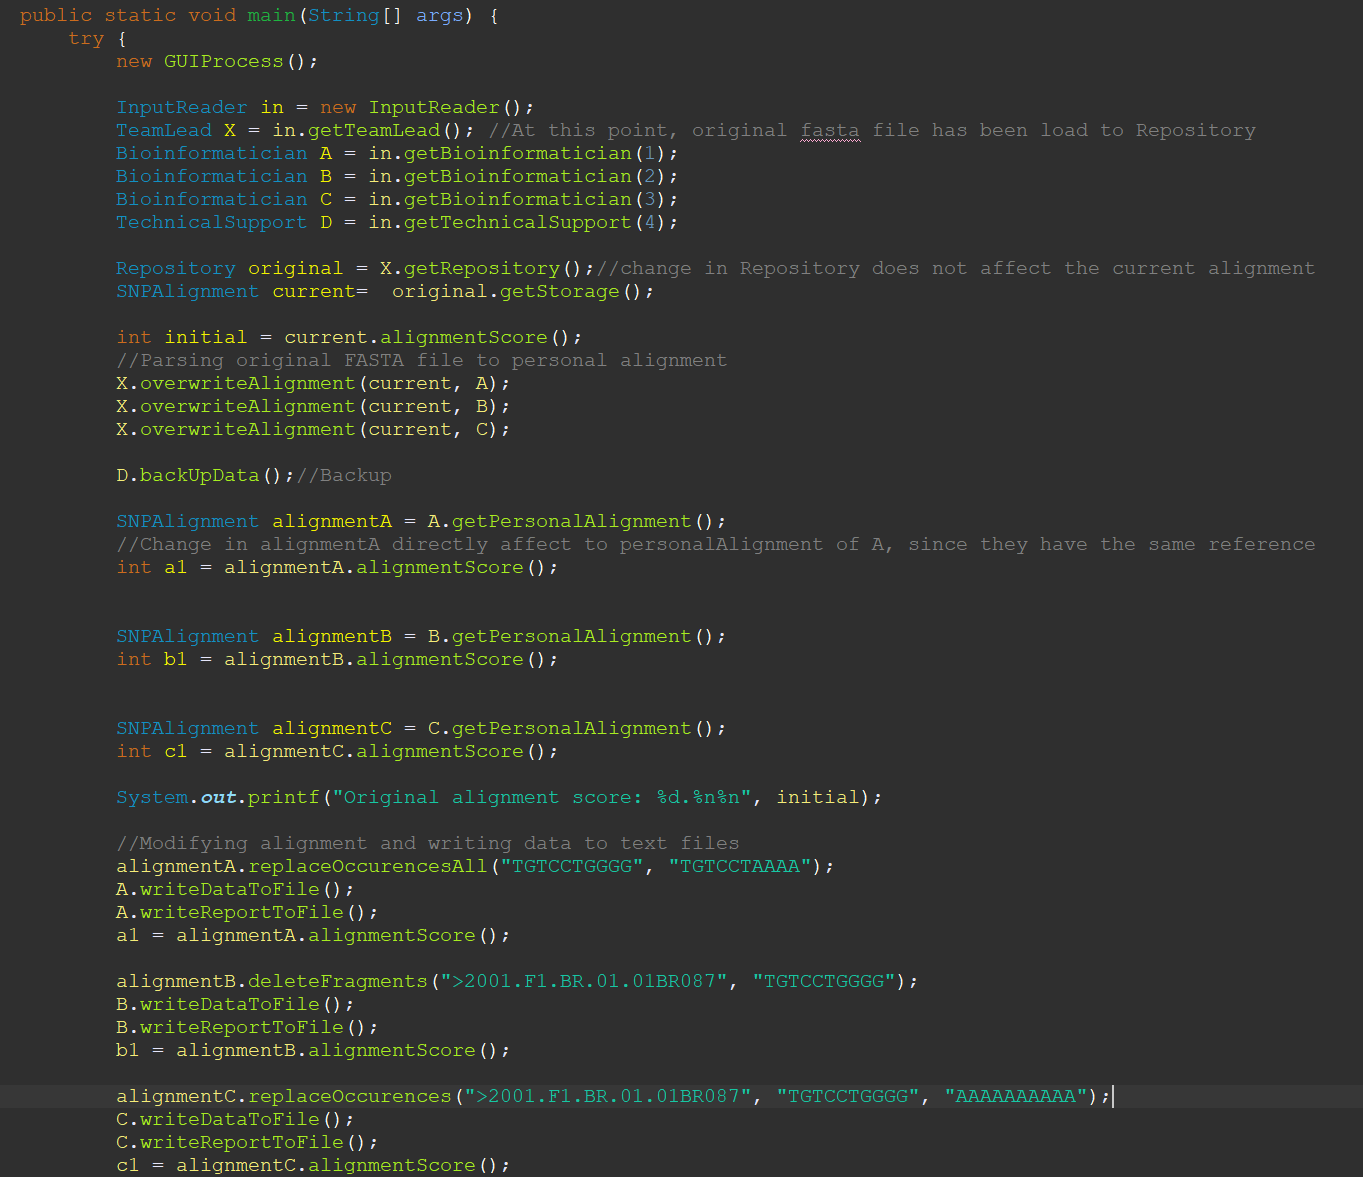 public static void main(String[] args) {
    try {
        new GUIProcess();

        InputReader in = new InputReader();
        TeamLead X = in.getTeamLead(); //At this point, original fasta file has been load to Repository
        Bioinformatician A = in.getBioinformatician(1);
        Bioinformatician B = in.getBioinformatician(2);
        Bioinformatician C = in.getBioinformatician(3);
        TechnicalSupport D = in.getTechnicalSupport(4);

        Repository original = X.getRepository();//change in Repository does not affect the current alignment
        SNPAlignment current=  original.getStorage();

        int initial = current.alignmentScore();
        //Parsing original FASTA file to personal alignment
        X.overwriteAlignment(current, A);
        X.overwriteAlignment(current, B);
        X.overwriteAlignment(current, C);

        D.backUpData();//Backup

        SNPAlignment alignmentA = A.getPersonalAlignment();
        //Change in alignmentA directly affect to personalAlignment of A, since they have the same reference
        int a1 = alignmentA.alignmentScore();


        SNPAlignment alignmentB = B.getPersonalAlignment();
        int b1 = alignmentB.alignmentScore();


        SNPAlignment alignmentC = C.getPersonalAlignment();
        int c1 = alignmentC.alignmentScore();

        System.out.printf("Original alignment score: %d.%n%n", initial);

        //Modifying alignment and writing data to text files
        alignmentA.replaceOccurencesAll("TGTCCTGGGG", "TGTCCTAAAA");
        A.writeDataToFile();
        A.writeReportToFile();
        a1 = alignmentA.alignmentScore();

        alignmentB.deleteFragments(">2001.F1.BR.01.01BR087", "TGTCCTGGGG");
        B.writeDataToFile();
        B.writeReportToFile();
        b1 = alignmentB.alignmentScore();

        alignmentC.replaceOccurences(">2001.F1.BR.01.01BR087", "TGTCCTGGGG", "AAAAAAAAAA");
        C.writeDataToFile();
        C.writeReportToFile();
        c1 = alignmentC.alignmentScore();